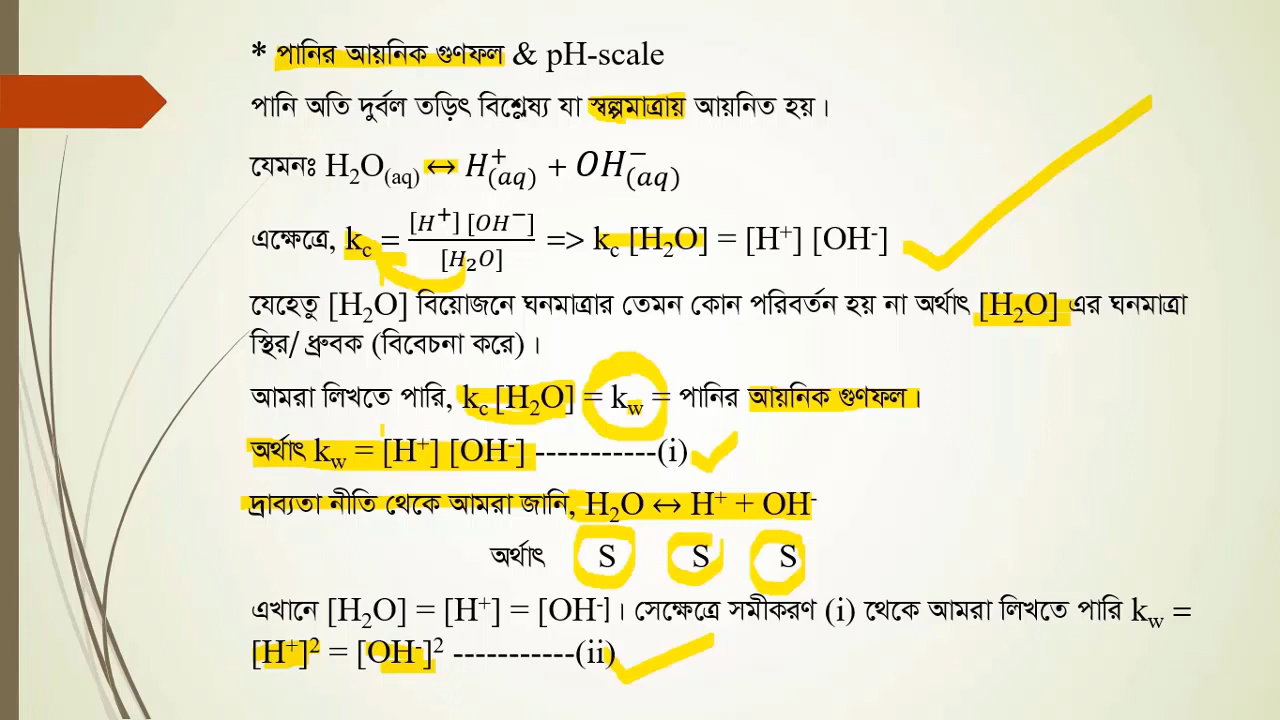 * পানির আয়নিক গুণফল & pH-scale
পানি অতি দুর্বল তড়িৎ বিশ্লেষ্য যা স্বল্পমাত্রায় আয়নিত হয়।
যেমনঃ H₂O(aq) ↔ H⁺(aq) + OH⁻(aq)
এক্ষেত্রে, kc = [H⁺] [OH⁻] / [H₂O] => kc [H₂O] = [H⁺] [OH⁻]
যেহেতু [H₂O] বিয়োজনে ঘনমাত্রার তেমন কোন পরিবর্তন হয় না অর্থাৎ [H₂O] এর ঘনমাত্রা
স্থির/ ধ্রুবক (বিবেচনা করে)।
আমরা লিখতে পারি, kc [H₂O] = kw = পানির আয়নিক গুণফল।
অর্থাৎ kw = [H⁺] [OH⁻] -----------(i)
দ্রাব্যতা নীতি থেকে আমরা জানি, H₂O ↔ H⁺ + OH⁻
অর্থাৎ S S S
এখানে [H₂O] = [H⁺] = [OH⁻]। সেক্ষেত্রে সমীকরণ (i) থেকে আমরা লিখতে পারি kw =
[H⁺]² = [OH⁻]² -----------(ii)